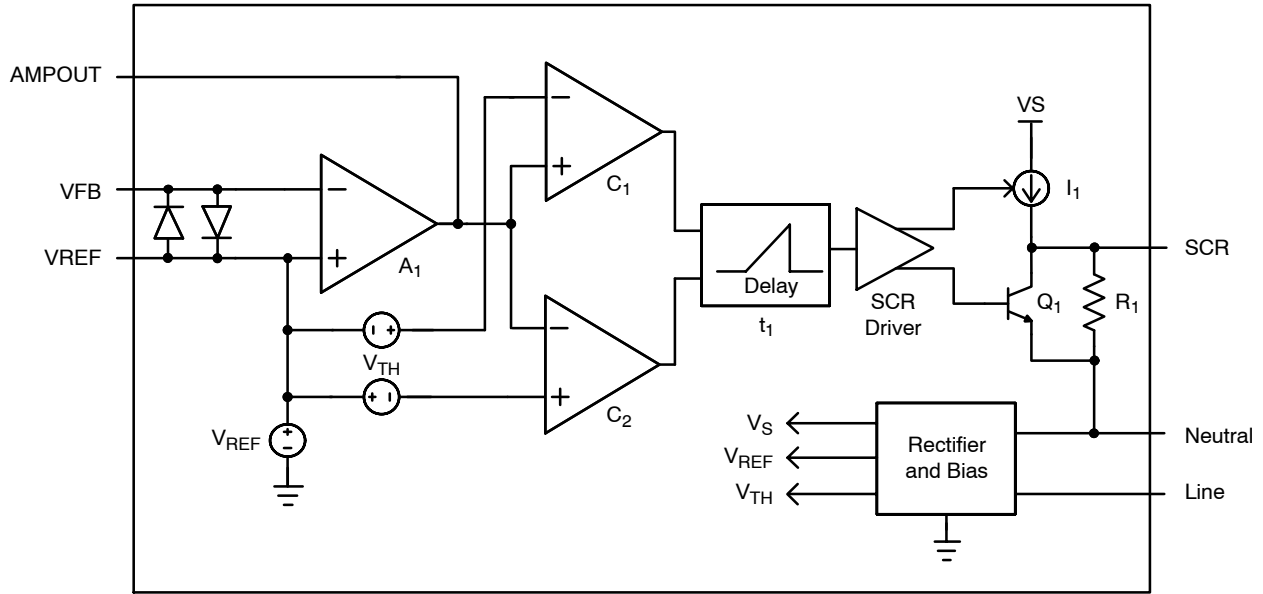 AMPOUT
VFB
VREF
−
+
A1
−
+
C1
− +
VTH
+ −
−
+
C2
VREF
+
−
Delay
t1
SCR
Driver
VS
I1
Q1
R1
SCR
VS
VREF
VTH
Rectifier
and Bias
Neutral
Line